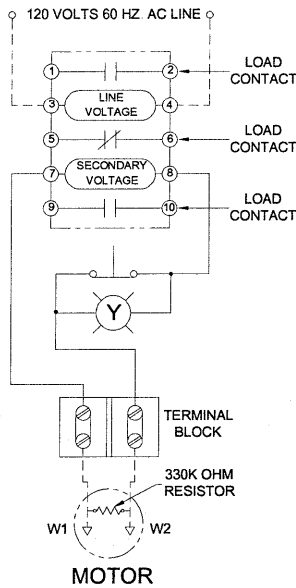 120 VOLTS 60 HZ. AC LINE
1
2
LOAD
CONTACT
LINE
VOLTAGE
3
4
5
6
LOAD
CONTACT
SECONDARY
VOLTAGE
7
8
9
10
LOAD
CONTACT
Y
TERMINAL
BLOCK
330K OHM
RESISTOR
W1
W2
MOTOR